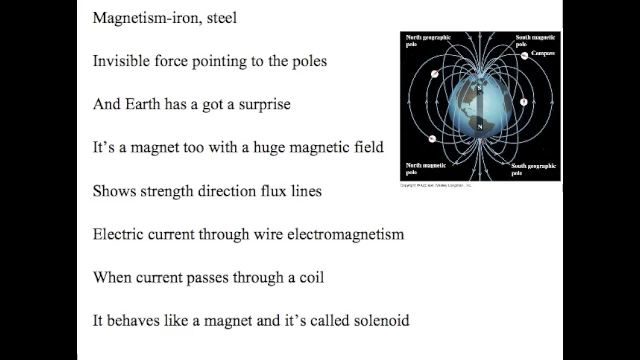 Magnetism-iron, steel
Invisible force pointing to the poles
And Earth has a got a surprise
It's a magnet too with a huge magnetic field
Shows strength direction flux lines
Electric current through wire electromagnetism
When current passes through a coil
It behaves like a magnet and it's called solenoid
North geographic pole
South magnetic pole
Compass
S
N
North magnetic pole
South geographic pole
Copyright